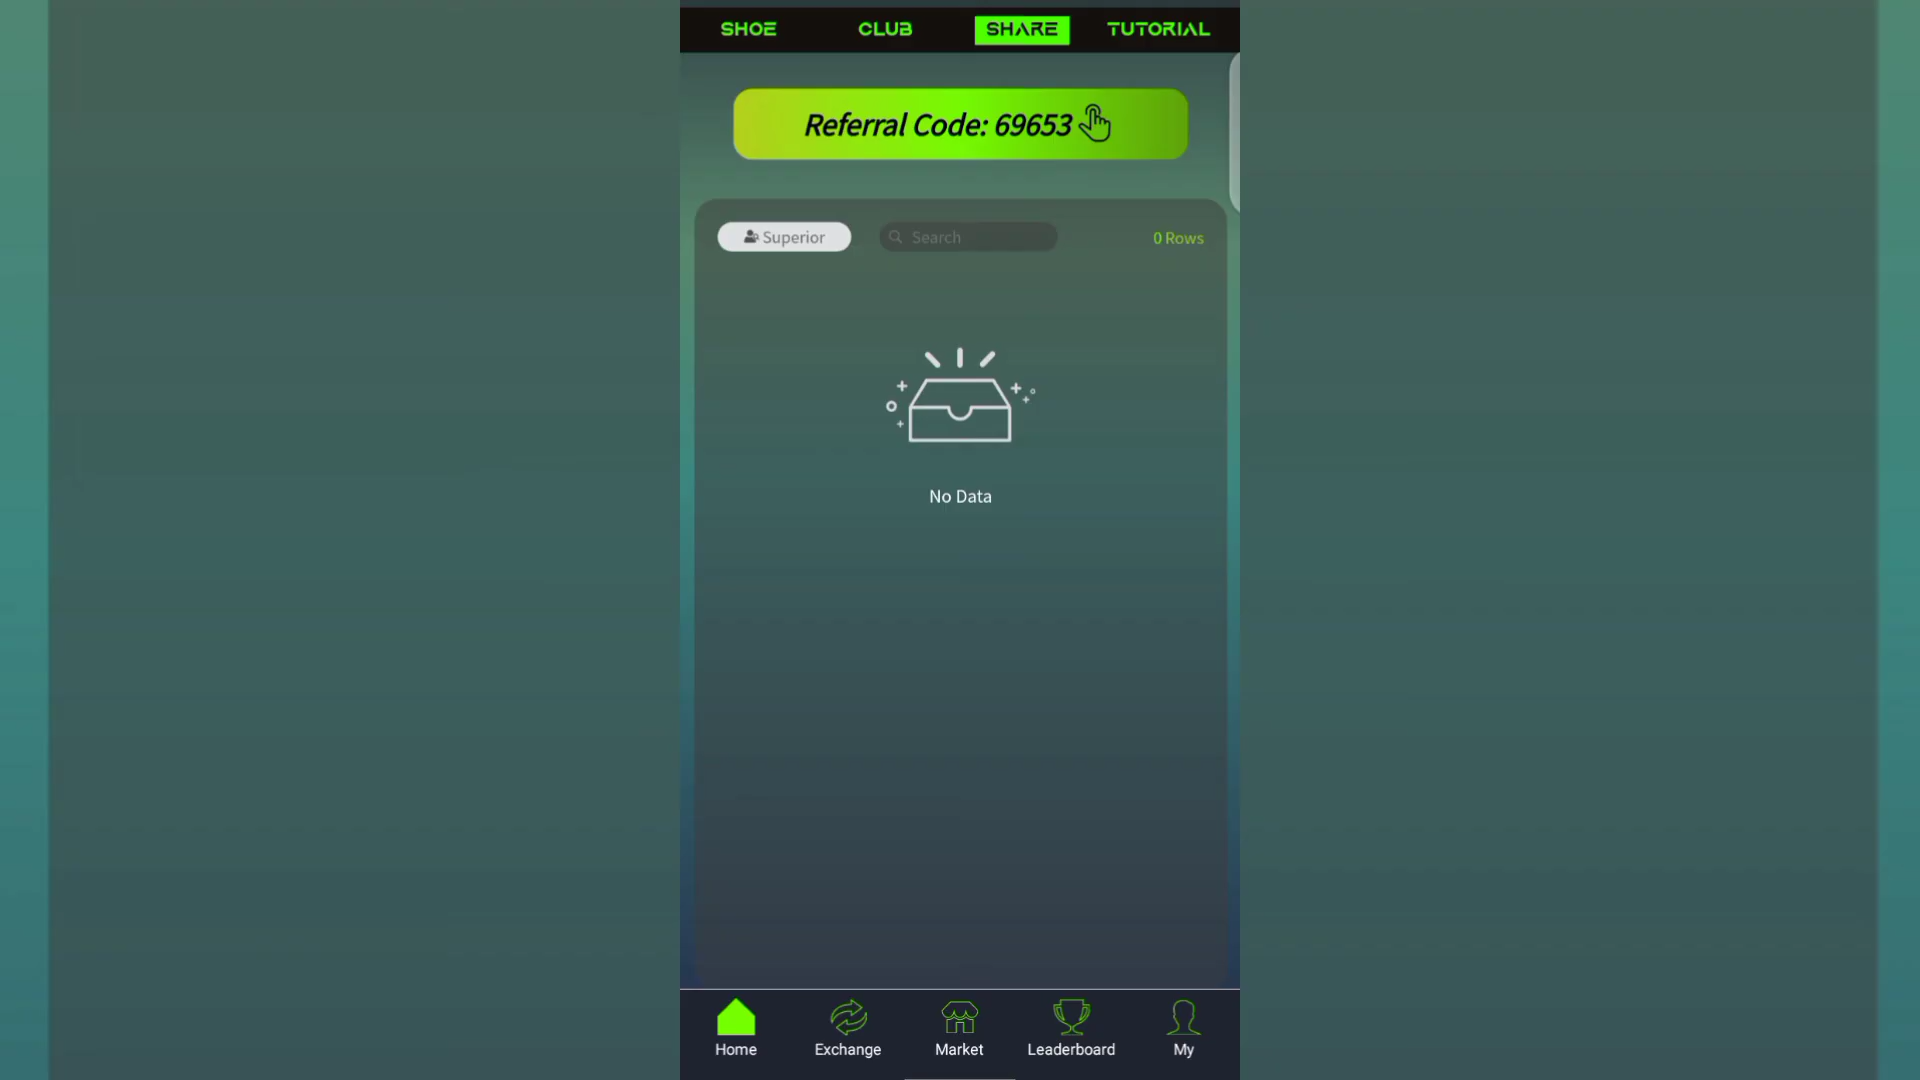 SHOE CLUB SHARE TUTORIAL
Referral Code: 69653
Superior Search 0 Rows
No Data
Home Exchange Market Leaderboard My